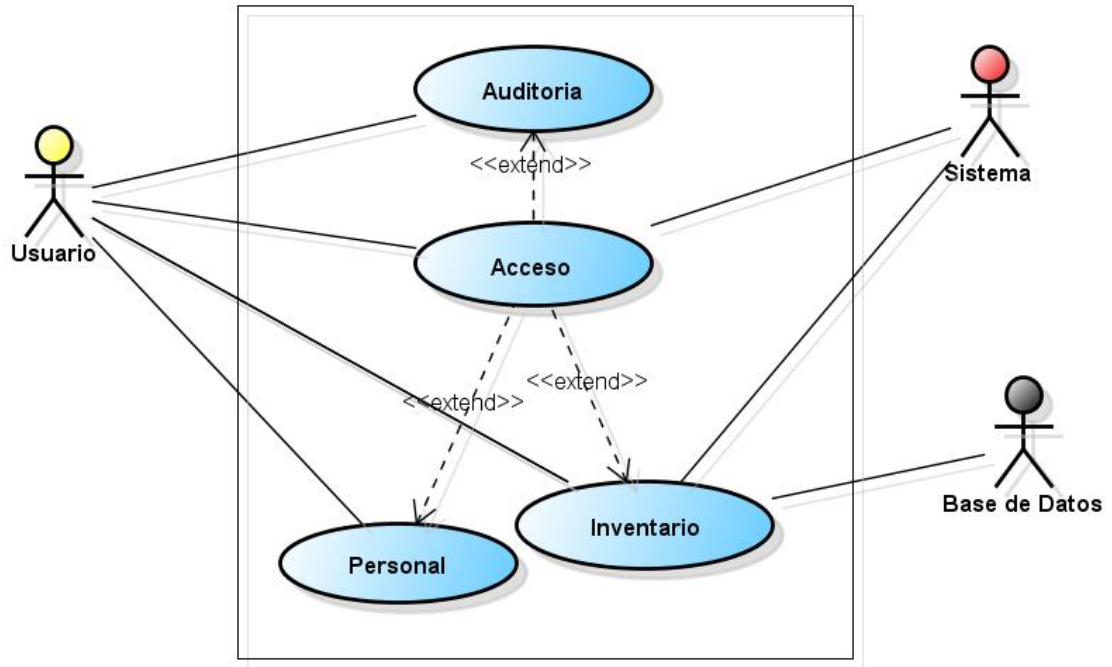 Auditoria
<<extend>>
Sistema
Usuario
Acceso
<<extend>>
<<extend>>
Base de Datos
Inventario
Personal